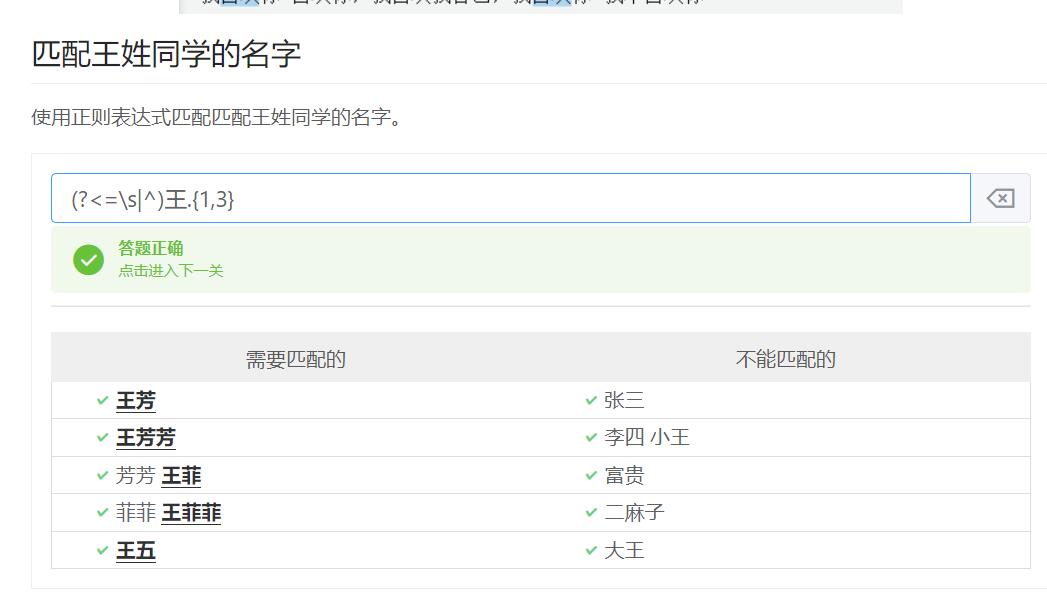 匹配王姓同学的名字
使用正则表达式匹配匹配王姓同学的名字。
(?<=\s|^)王.{1,3}
答题正确
点击进入下一关
需要匹配的 不能匹配的
王芳 张三
王芳芳 李四 小王
芳芳 王菲 富贵
菲菲 王菲菲 二麻子
王五 大王